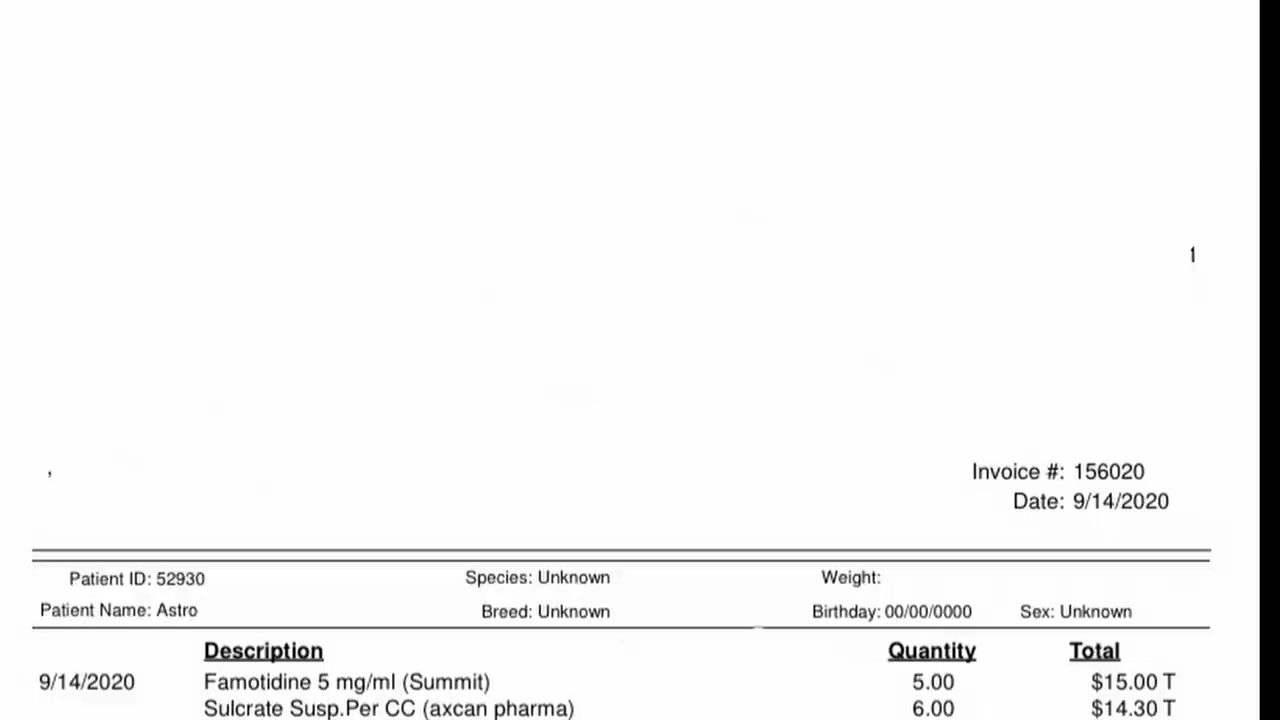 1
Invoice #: 156020
Date: 9/14/2020
Patient ID: 52930 Species: Unknown Weight:
Patient Name: Astro Breed: Unknown Birthday: 00/00/0000 Sex: Unknown
Description Quantity Total
9/14/2020 Famotidine 5 mg/ml (Summit) 5.00 $15.00 T
Sulcrate Susp.Per CC (axcan pharma) 6.00 $14.30 T